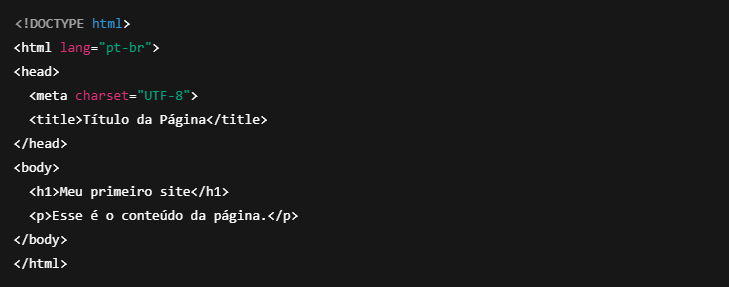 <!DOCTYPE html>
<html lang="pt-br">
<head>
  <meta charset="UTF-8">
  <title>Título da Página</title>
</head>
<body>
  <h1>Meu primeiro site</h1>
  <p>Esse é o conteúdo da página.</p>
</body>
</html>